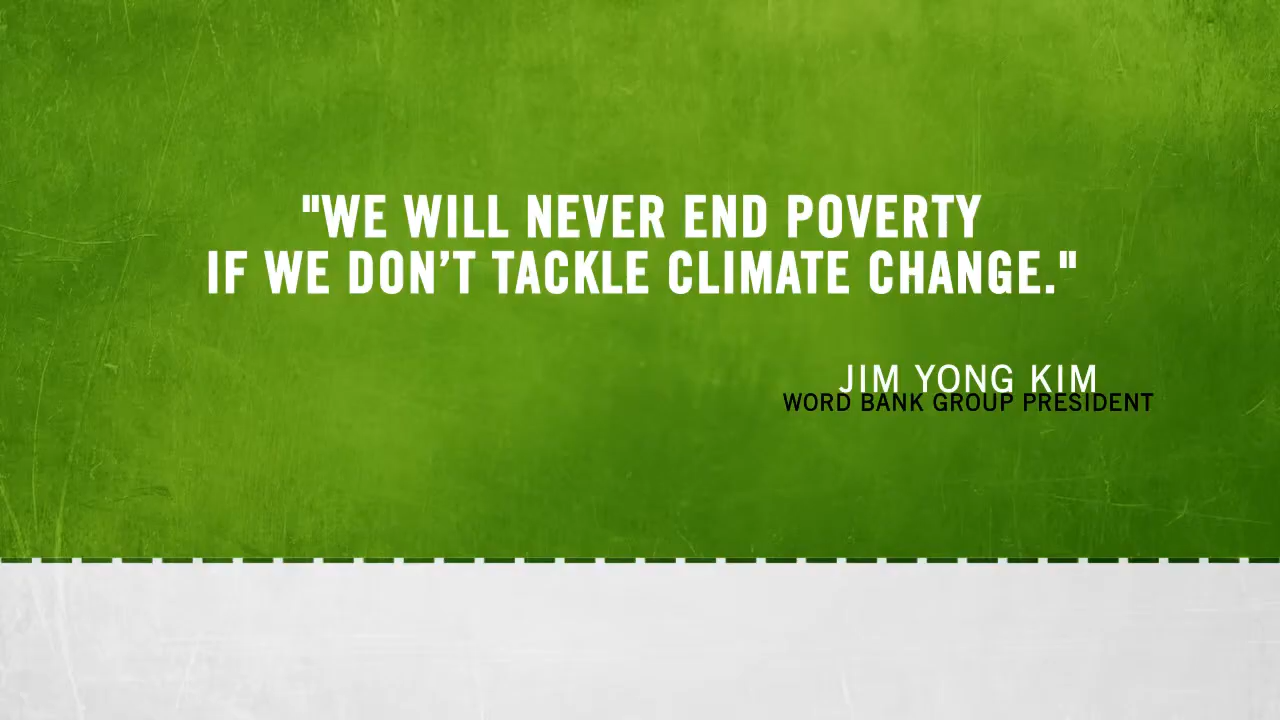 "WE WILL NEVER END POVERTY
IF WE DON’T TACKLE CLIMATE CHANGE."
JIM YONG KIM
WORD BANK GROUP PRESIDENT